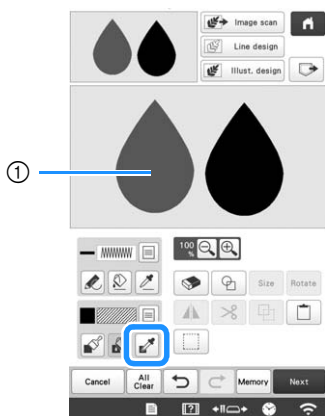 Image scan
Line design
Illust. design
①
100
%
Size
Rotate
Cancel
All
Clear
Memory
Next